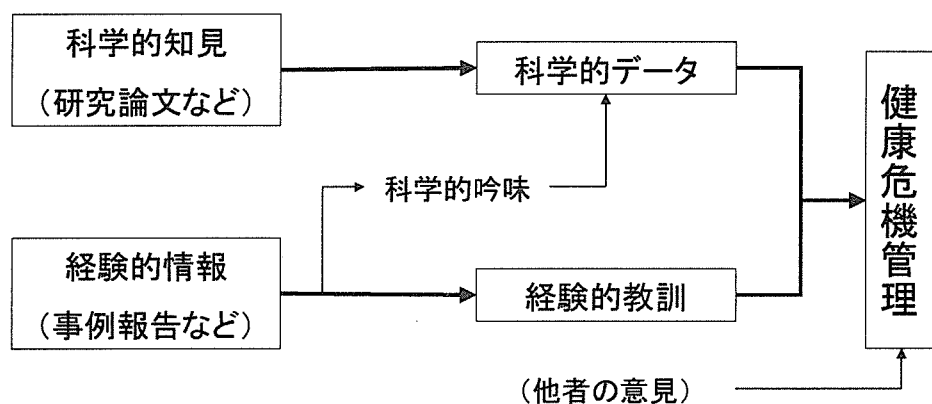 科学的知見
（研究論文など）
科学的データ
科学的吟味
経験的情報
（事例報告など）
経験的教訓
（他者の意見）
健康危機管理